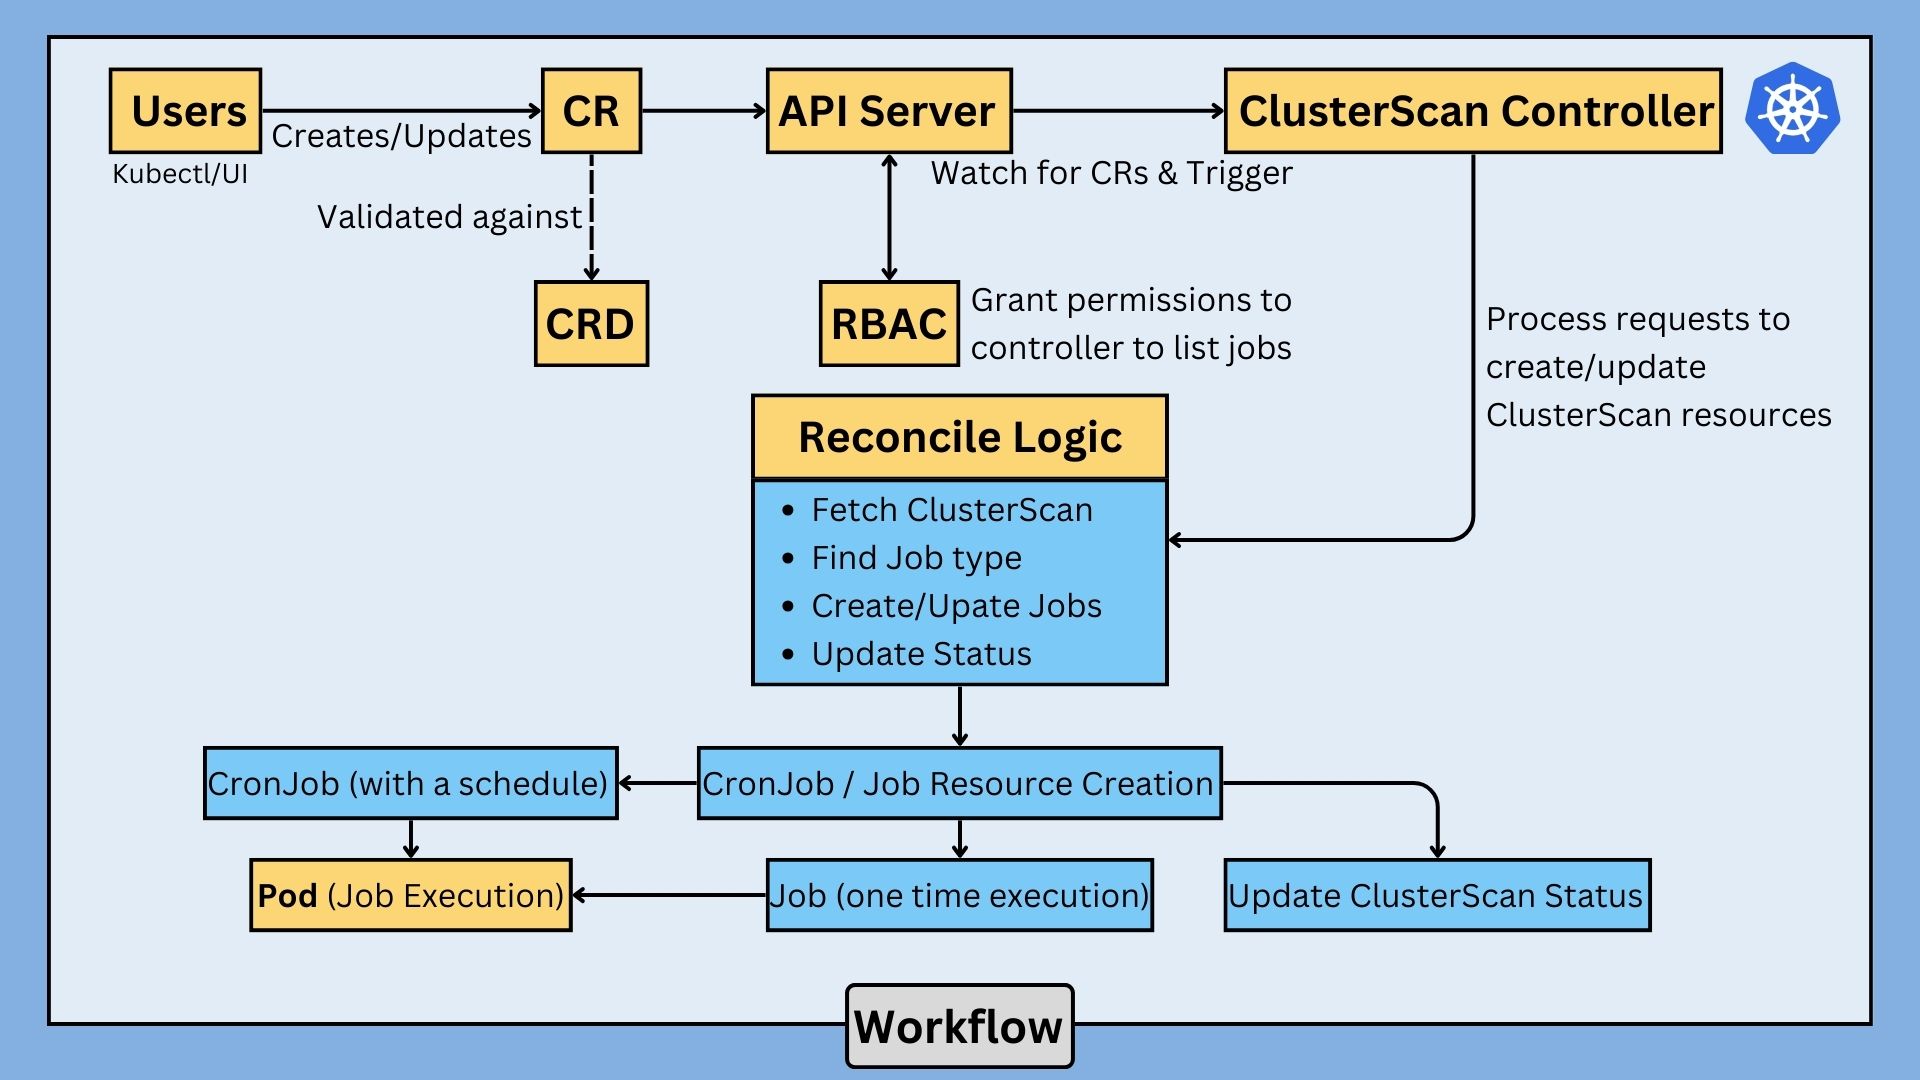 Users
CR
API Server
ClusterScan Controller
Creates/Updates
Kubectl/UI
Watch for CRs & Trigger
Validated against
CRD
RBAC
Grant permissions to
controller to list jobs
Process requests to
create/update
ClusterScan resources
Reconcile Logic
• Fetch ClusterScan
• Find Job type
• Create/Upate Jobs
• Update Status
CronJob (with a schedule)
CronJob / Job Resource Creation
Pod (Job Execution)
Job (one time execution)
Update ClusterScan Status
Workflow